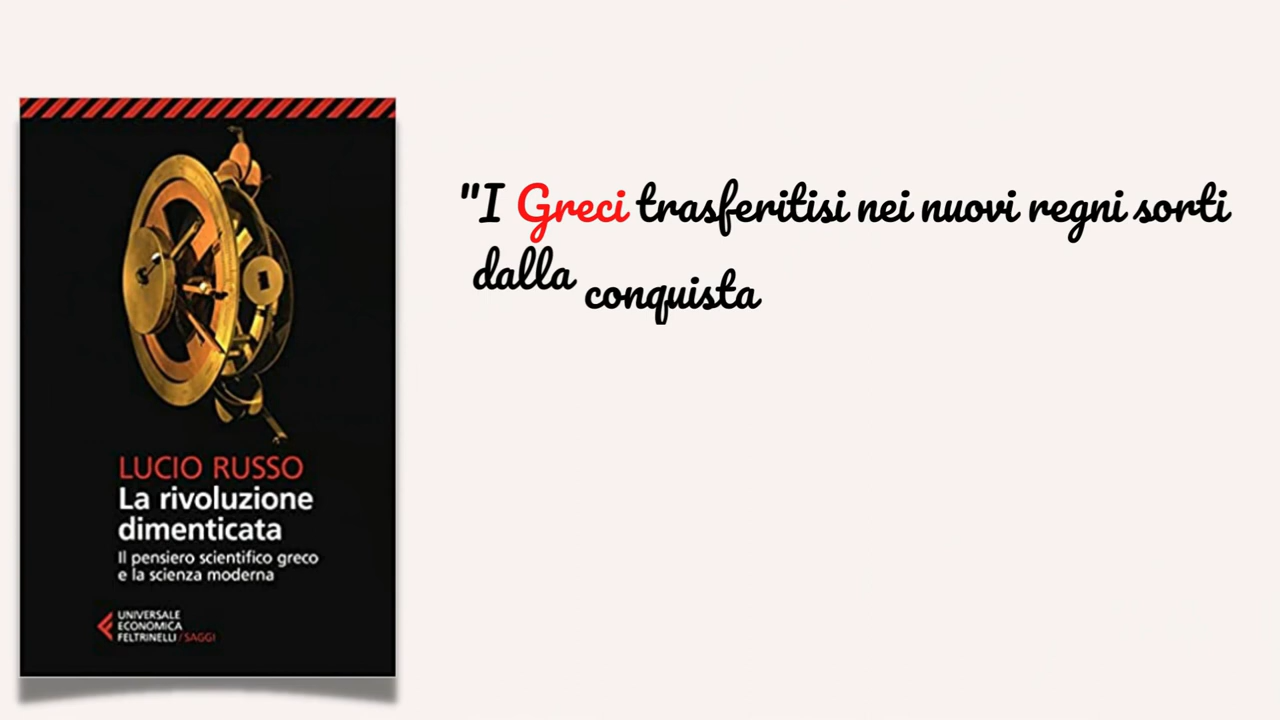 LUCIO RUSSO
La rivoluzione
dimenticata
Il pensiero scientifico greco
e la scienza moderna
UNIVERSALE
ECONOMICA
FELTRINELLI / SAGGI
"I Greci trasferitisi nei nuovi regni sorti
dalla conquista